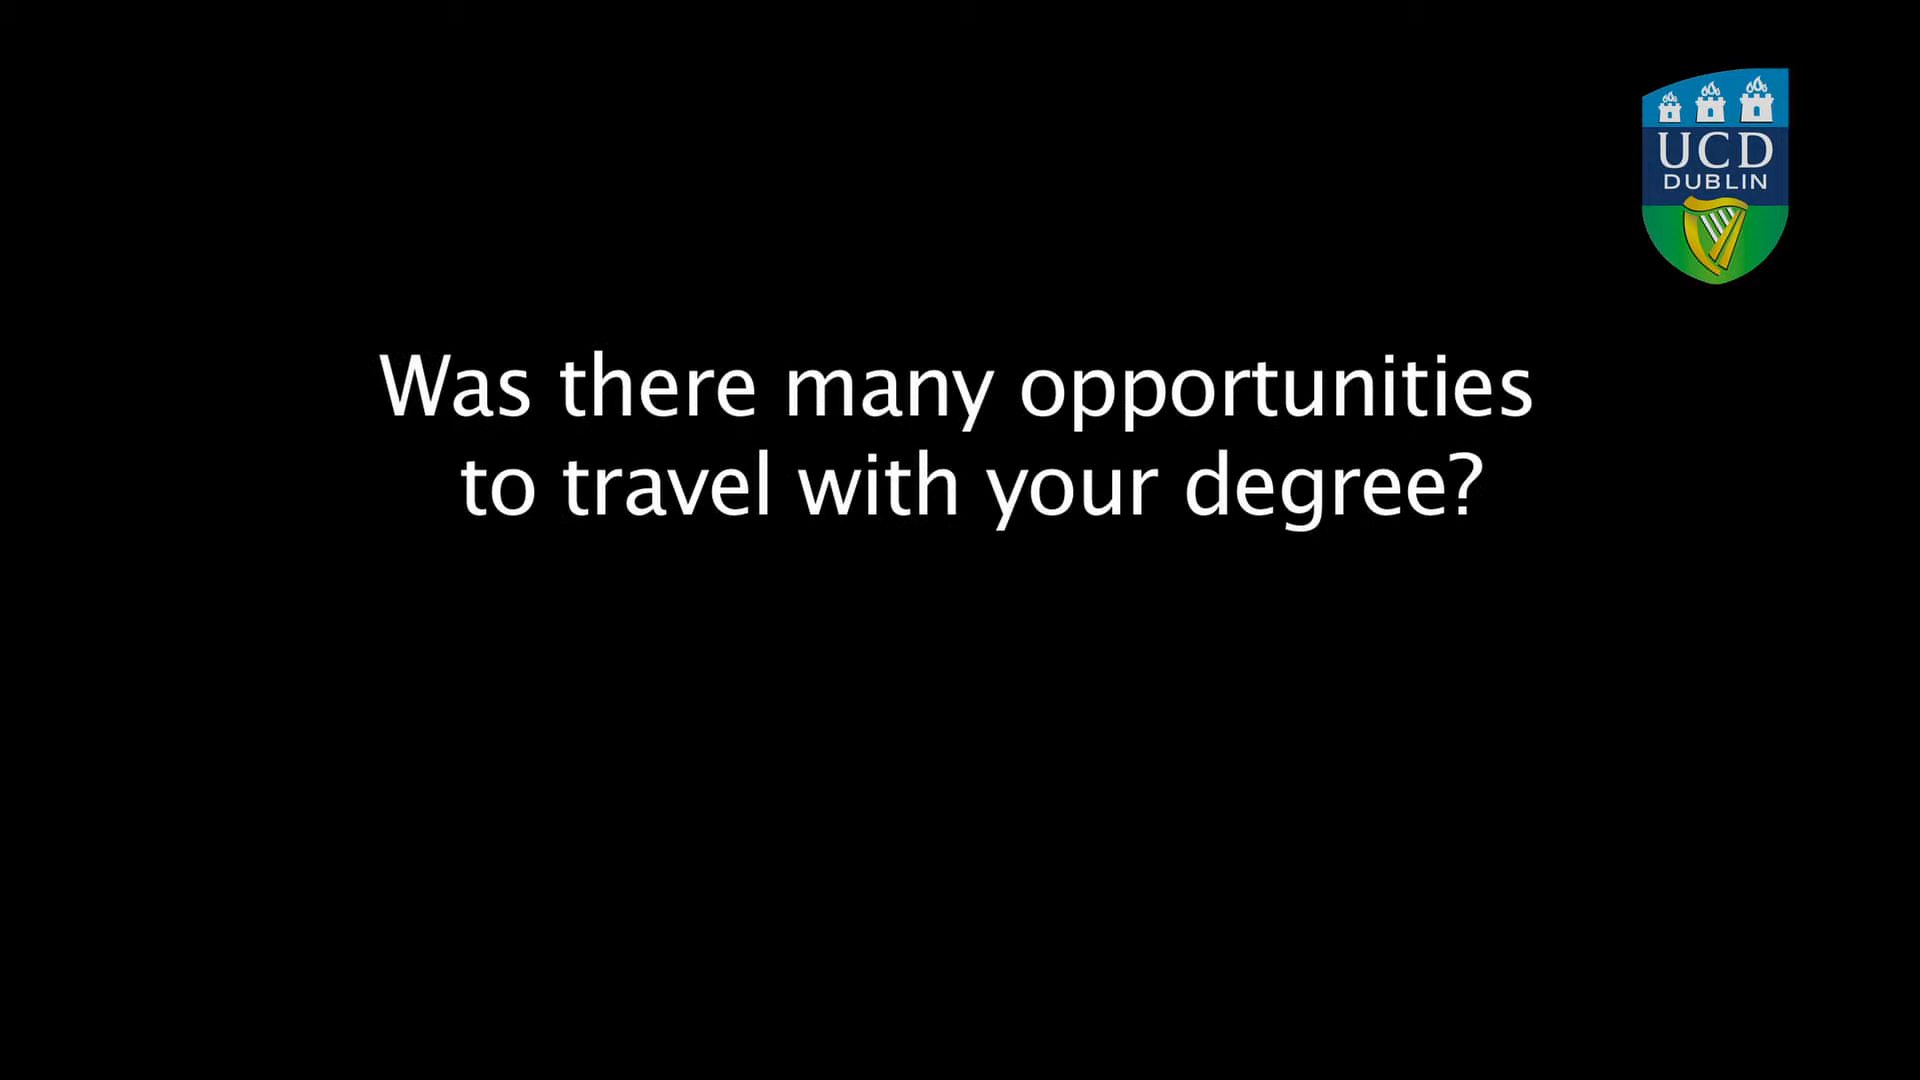 UCD
DUBLIN
Was there many opportunities
to travel with your degree?